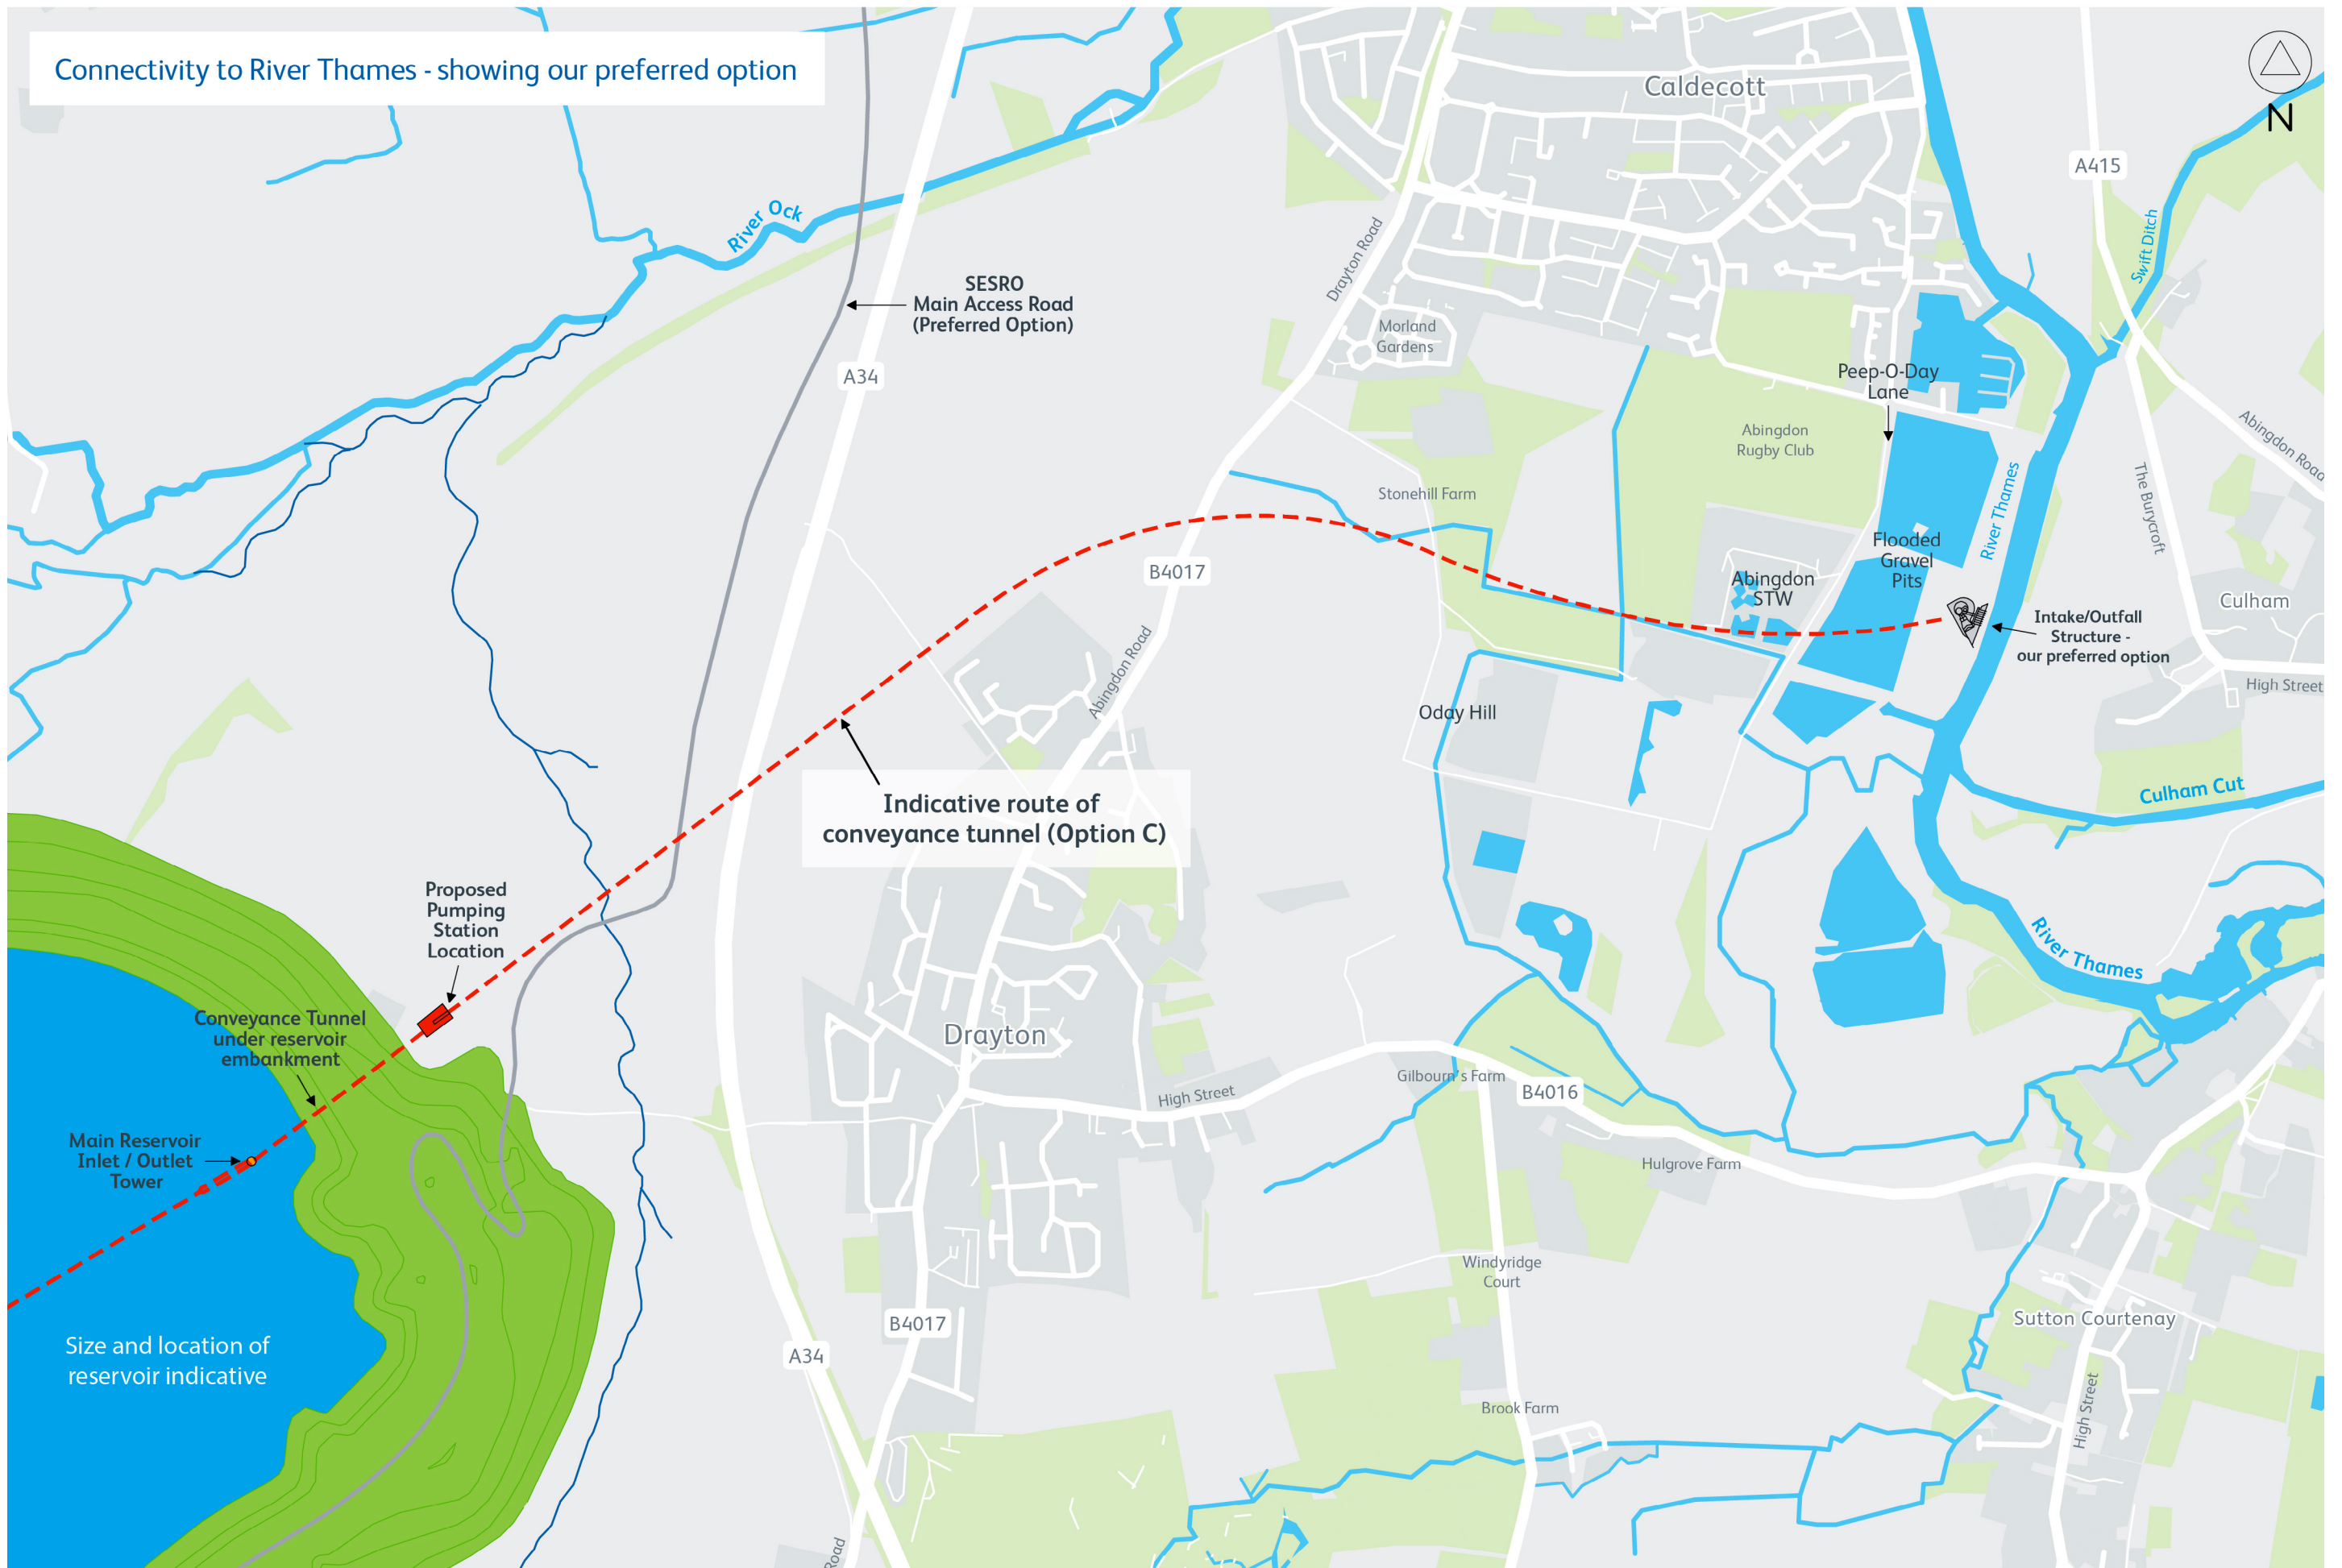 Connectivity to River Thames - showing our preferred option
N
Caldecott
A415
Swift Ditch
River Ock
Drayton Road
SESRO
Main Access Road
(Preferred Option)
A34
Morland
Gardens
Peep-O-Day
Lane
Abingdon
Rugby Club
Abingdon Road
Stonehill Farm
River Thames
The Burycroft
Flooded
Gravel
Pits
B4017
Abingdon
STW
Culham
Intake/Outfall
Structure -
our preferred option
Abingdon Road
High Street
Oday Hill
Indicative route of
conveyance tunnel (Option C)
Culham Cut
Proposed
Pumping
Station
Location
River Thames
Conveyance Tunnel
under reservoir
embankment
Drayton
High Street
Gilbourn's Farm
B4016
Main Reservoir
Inlet / Outlet
Tower
Hulgrove Farm
Windyridge
Court
B4017
Sutton Courtenay
Size and location of
reservoir indicative
A34
Brook Farm
High Street
Road